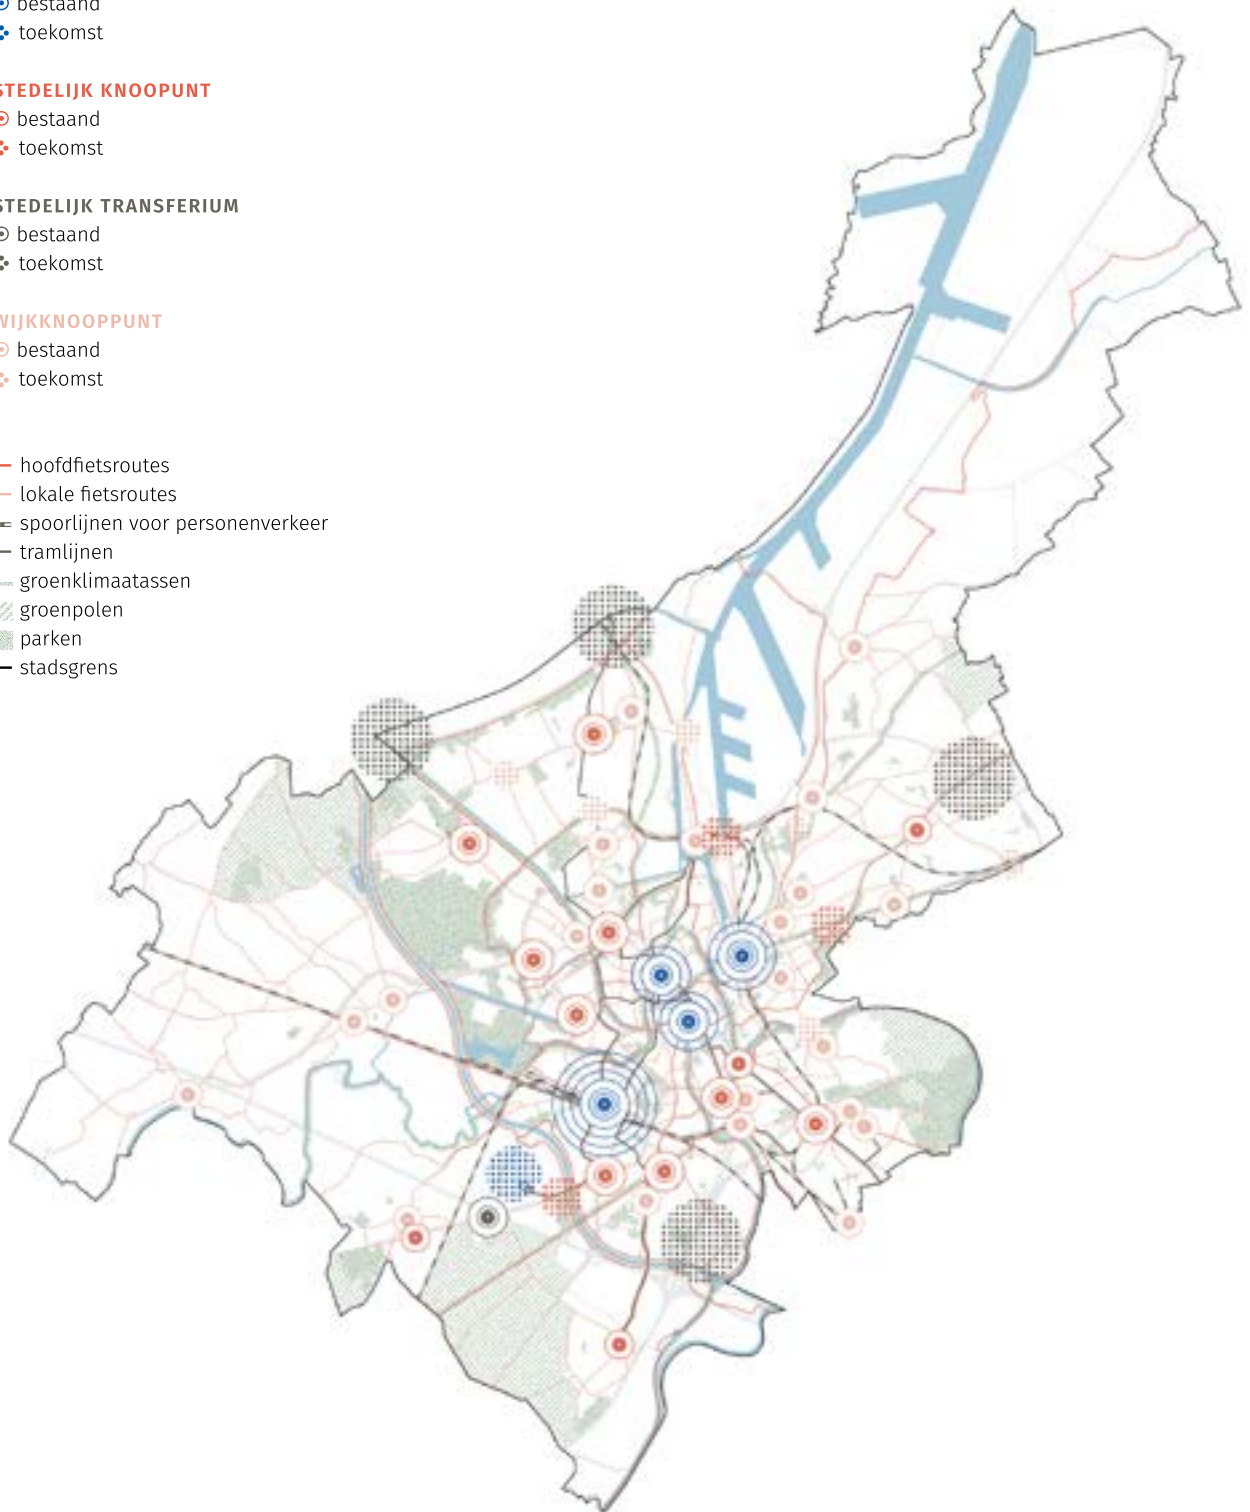 bestaand
toekomst
STEDELIJK KNOOPUNT
bestaand
toekomst
STEDELIJK TRANSFERIUM
bestaand
toekomst
WIJKKNOOPPUNT
bestaand
toekomst
hoofdfietsroutes
lokale fietsroutes
spoorlijnen voor personenverkeer
tramlijnen
groenklimaatassen
groenpolen
parken
stadsgrens